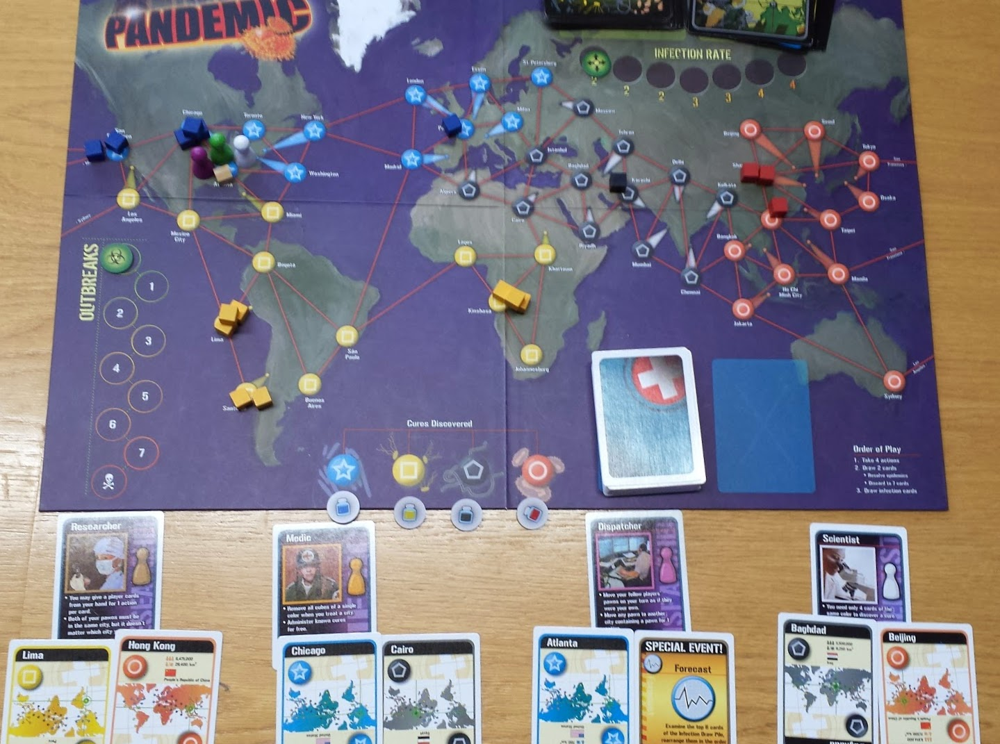 PANDEMIC
INFECTION RATE
2
2
2
3
3
4
4
St Petersburg
Essen
London
Moscow
Milan
Chicago
Toronto
New York
San
Tehran
Beijing
Seoul
Tokyo
Istanbul
Madrid
Washington
Baghdad
Delhi
Karachi
Kolkata
Algiers
Osaka
Los
Angeles
Miami
Cairo
Sydney
Mexico
City
Taipei
Riyadh
Bangkok
Lagos
Mumbai
Khartoum
Bogota
Chennai
Ho Chi
Minh City
Manila
Kinshasa
Jakarta
Lima
São
Paulo
Johannesburg
Buenos
Aires
Sydney
Los
Angeles
OUTBREAKS
1
2
3
4
5
6
7
Cures Discovered
Order of Play
1. Take 4 actions
2. Draw 2 cards
• Resolve epidemics
• Discard to 7 cards
3. Draw infection cards
Researcher
• You may give a player cards
from your hand for 1 action
per card.
• Both of your pawns must be
in the same city, but it doesn't
matter which city
Medic
• Remove all cubes of a single
color when you treat a city
• Administer known cures
for free.
Dispatcher
• Move your fellow players'
pawns on your turn as if they
were your own.
• Move any pawn to another
city containing a pawn for 1
Scientist
• You need only 4 cards of the
same color to discover a cure
Lima
Peru
Hong Kong
People's Republic of China
Chicago
United States
Cairo
Egypt
Atlanta
United States
SPECIAL EVENT!
Forecast
Examine the top 6 cards
of the Infection Draw Pile,
rearrange them in the order
Baghdad
Iraq
Beijing
People's Republic of China